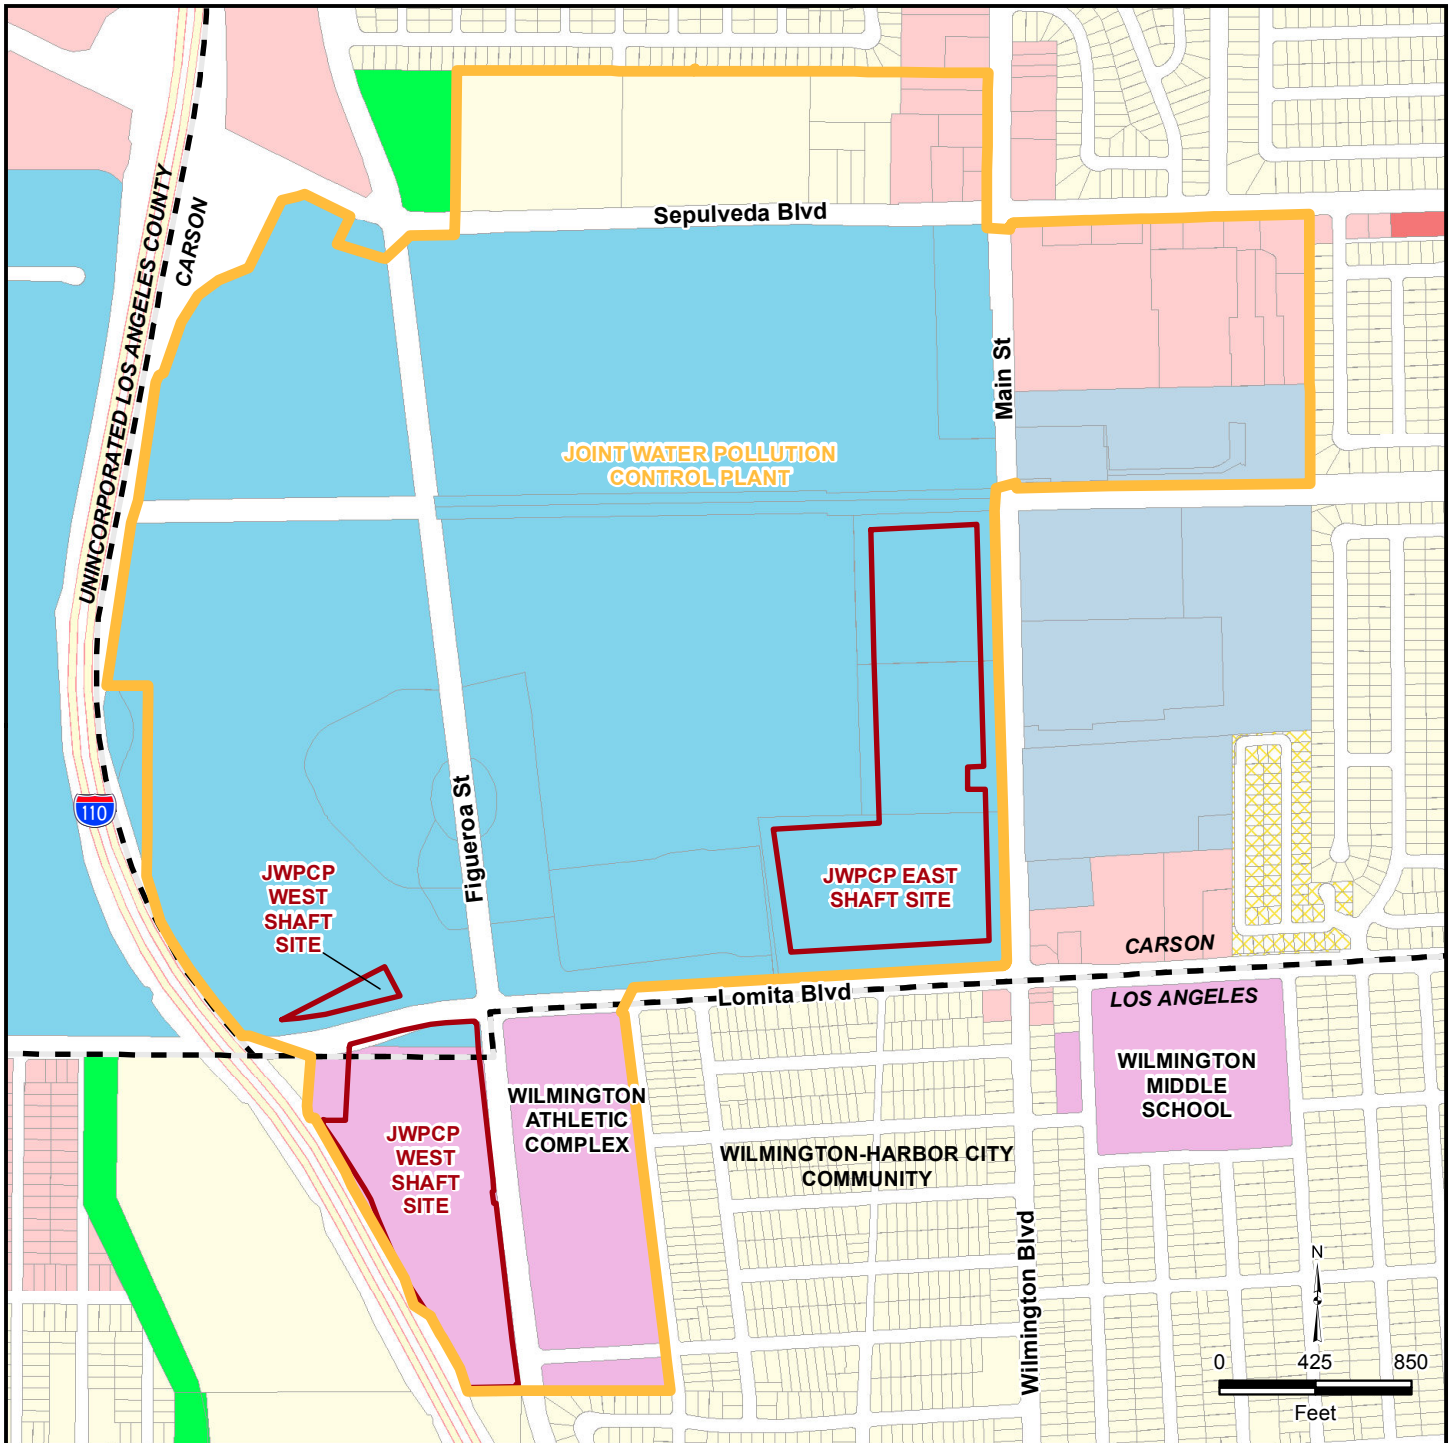 Sepulveda Blvd
UNINCORPORATED LOS ANGELES COUNTY
CARSON
Main St
JOINT WATER POLLUTION
CONTROL PLANT
110
Figueroa St
JWPCP
WEST
SHAFT
SITE
JWPCP EAST
SHAFT SITE
CARSON
Lomita Blvd
LOS ANGELES
WILMINGTON
MIDDLE
SCHOOL
WILMINGTON
ATHLETIC
COMPLEX
JWPCP
WEST
SHAFT
SITE
WILMINGTON-HARBOR CITY
COMMUNITY
Wilmington Blvd
N
0 425 850
Feet